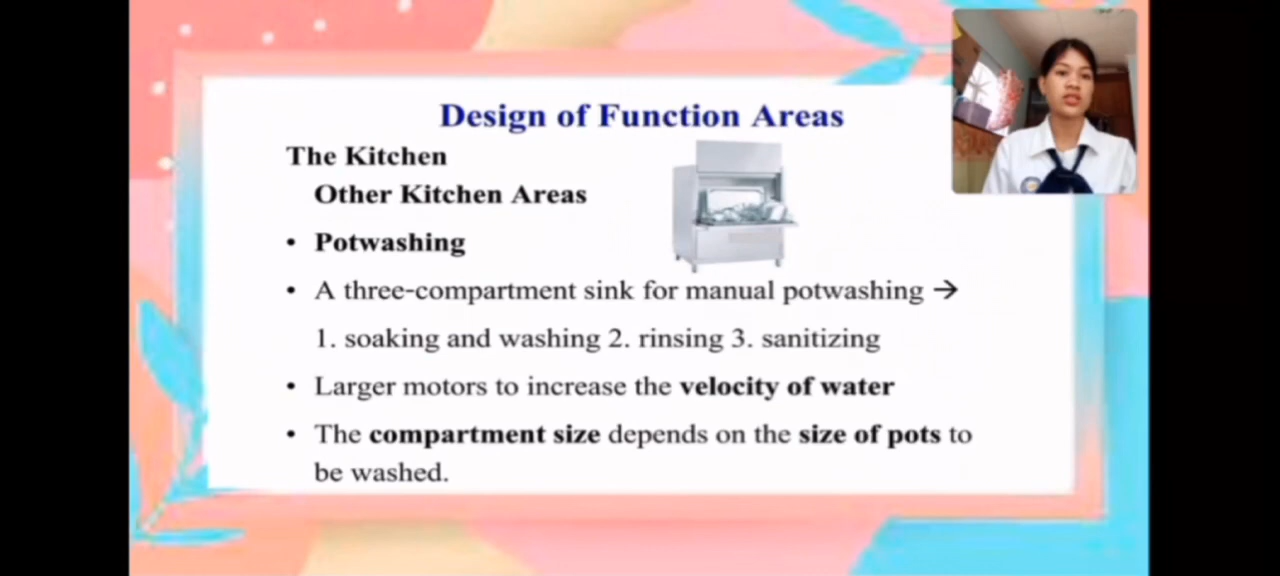 Design of Function Areas
The Kitchen
Other Kitchen Areas
• Potwashing
• A three-compartment sink for manual potwashing →
1. soaking and washing 2. rinsing 3. sanitizing
• Larger motors to increase the velocity of water
• The compartment size depends on the size of pots to
be washed.